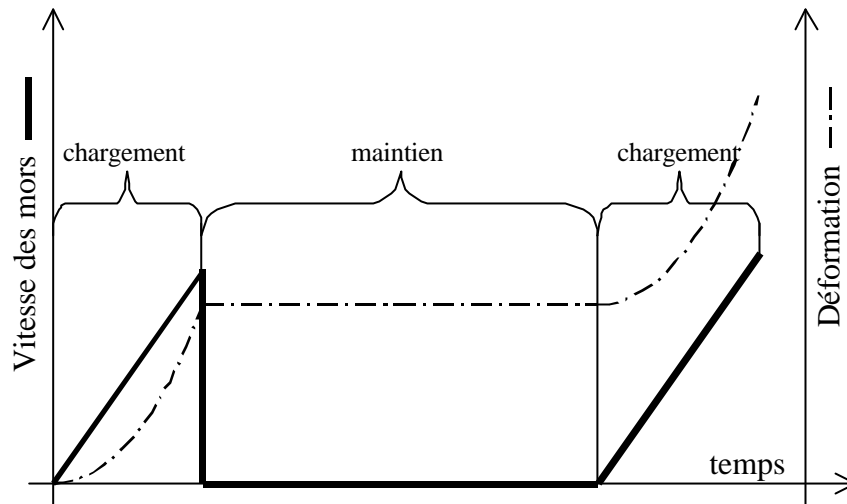 Vitesse des mors
chargement
maintien
chargement
Déformation
temps